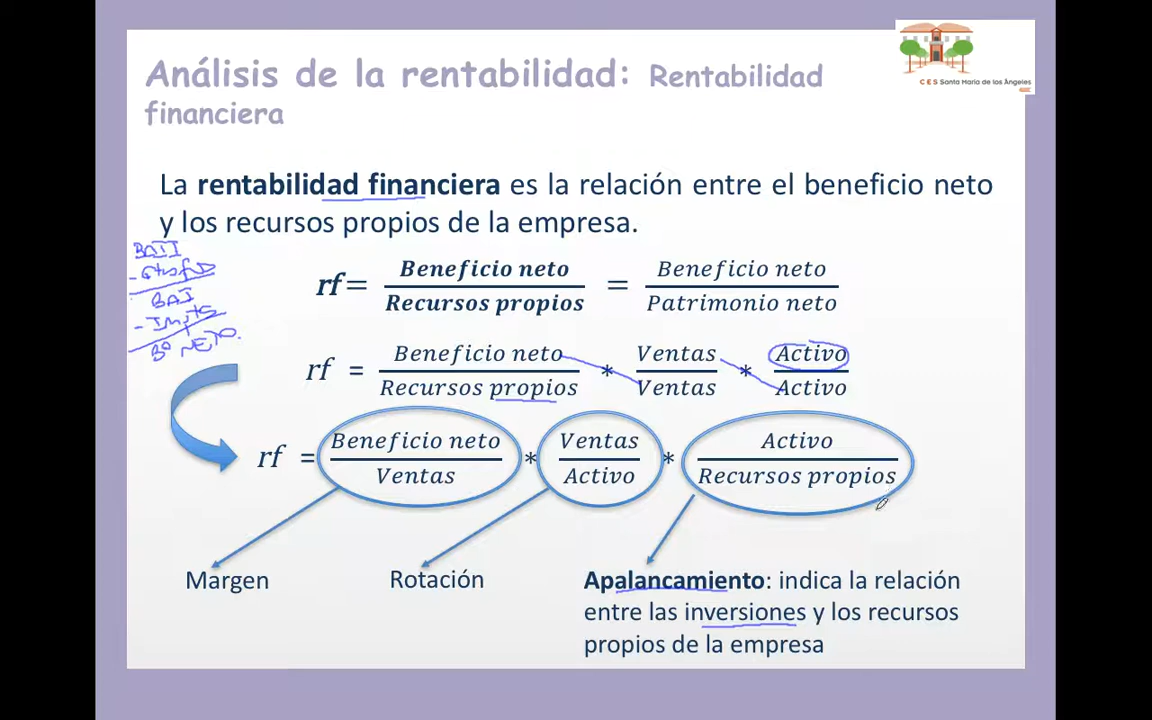 C E S Santa María de los Ángeles
Análisis de la rentabilidad: Rentabilidad
financiera
La rentabilidad financiera es la relación entre el beneficio neto
y los recursos propios de la empresa.
BAII
BAI
Bº NETO.
rf = Beneficio neto / Recursos propios = Beneficio neto / Patrimonio neto
rf = Beneficio neto / Recursos propios * Ventas / Ventas * Activo / Activo
rf = Beneficio neto / Ventas * Ventas / Activo * Activo / Recursos propios
Margen
Rotación
Apalancamiento: indica la relación
entre las inversiones y los recursos
propios de la empresa